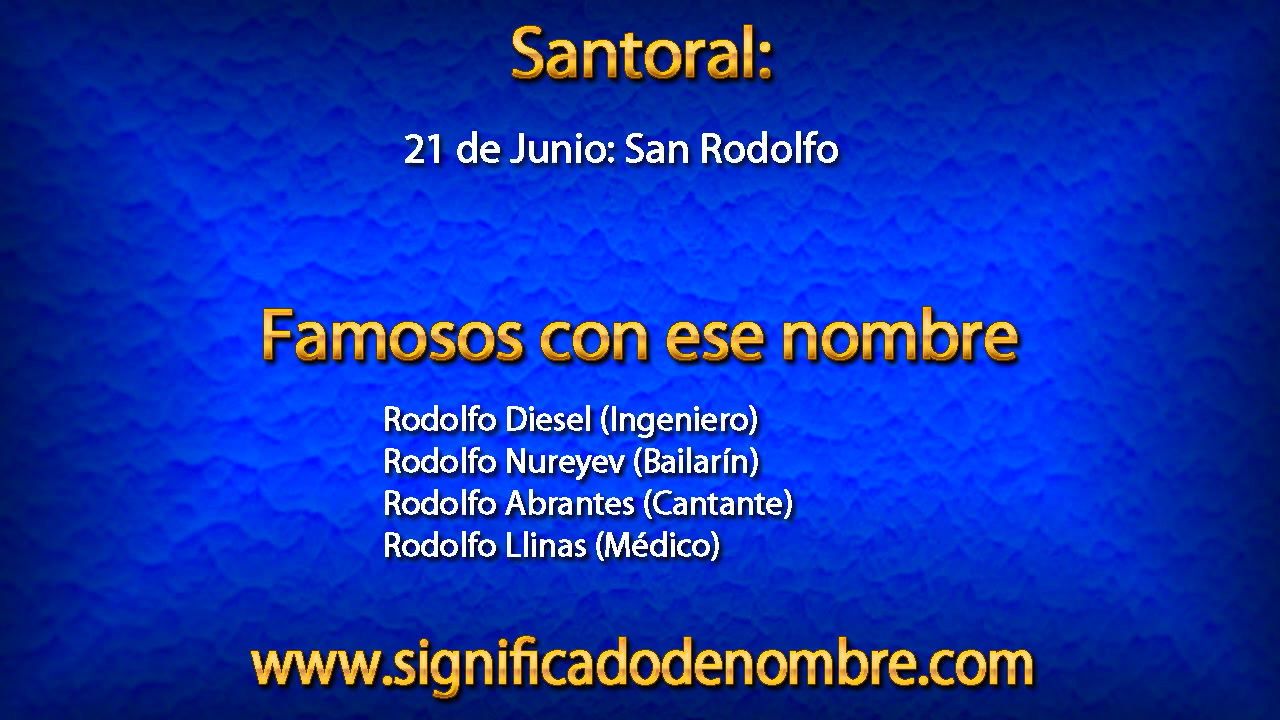 Santoral:
21 de Junio: San Rodolfo
Famosos con ese nombre
Rodolfo Diesel (Ingeniero)
Rodolfo Nureyev (Bailarín)
Rodolfo Abrantes (Cantante)
Rodolfo Llinas (Médico)
www.significadodenombre.com